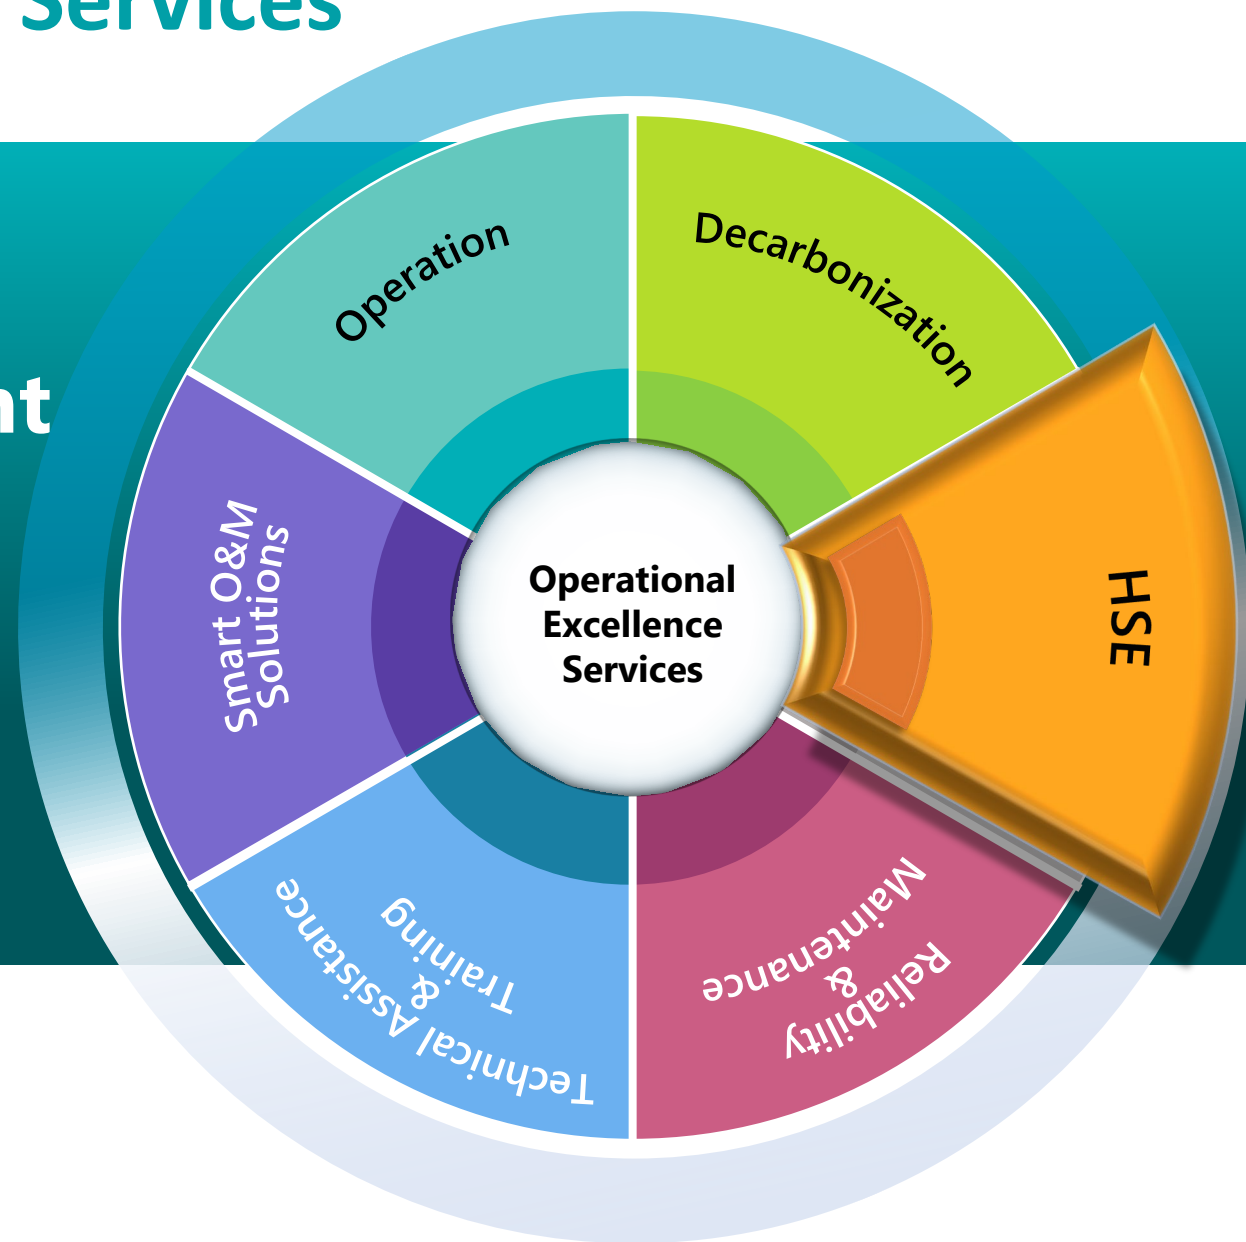 Services
nt
Operation
Decarbonization
HSE
Reliability
&
Maintenance
Technical Assistance
&
Training
Smart O&M
Solutions
Operational
Excellence
Services